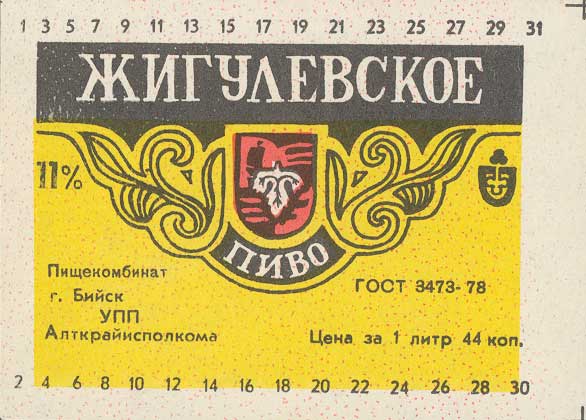 1 3 5 7 9 11 13 15 17 19 21 23 25 27 29 31
ЖИГУЛЕВСКОЕ
11%
ПИВО
Пищекомбинат
г. Бийск
УПП
Алткрайисполкома
ГОСТ 3473-78
Цена за 1 литр 44 коп.
2 4 6 8 10 12 14 16 18 20 22 24 26 28 30